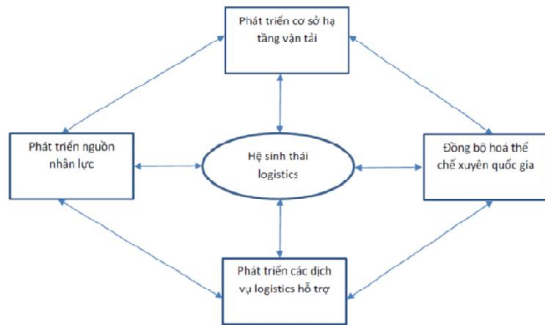 Phát triển cơ sở hạ
tầng vận tải
Phát triển nguồn
nhân lực
Hệ sinh thái
logistics
Đồng bộ hoá thể
chế xuyên quốc gia
Phát triển các dịch
vụ logistics hỗ trợ